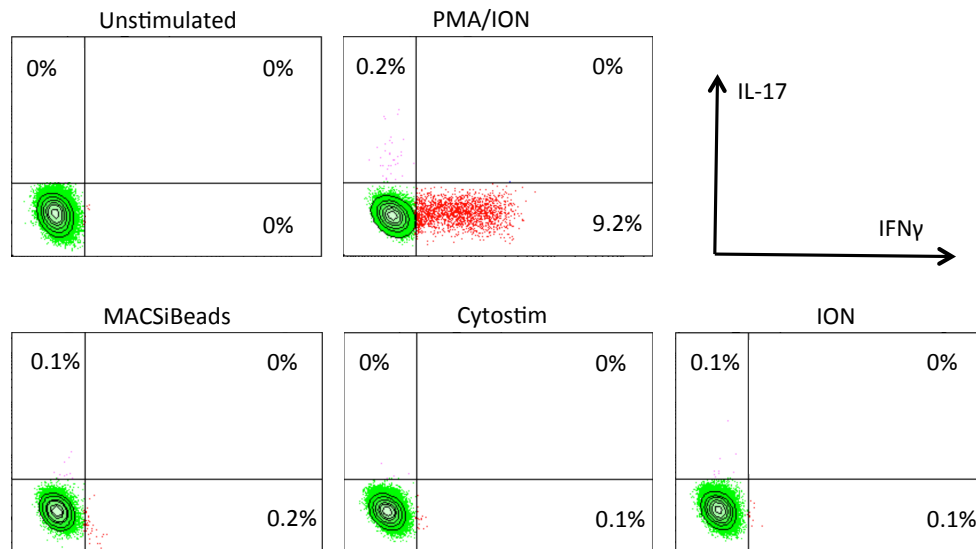 Unstimulated
PMA/ION
0%
0%
0.2%
0%
IL-17
0%
9.2%
IFNγ
MACSiBeads
Cytostim
ION
0.1%
0%
0%
0%
0.1%
0%
0.2%
0.1%
0.1%